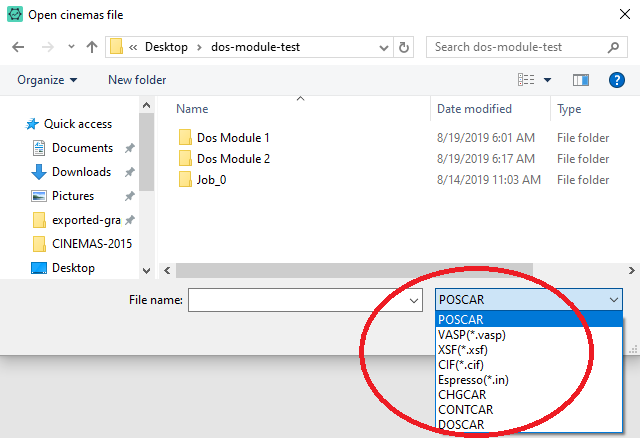 Open cinemas file
« Desktop > dos-module-test
Search dos-module-test
Organize New folder
Name Date modified Type
Quick access
Documents
Downloads
Pictures
exported-gra
CINEMAS-2015
Desktop
Dos Module 1 8/19/2019 6:01 AM File folder
Dos Module 2 8/19/2019 6:17 AM File folder
Job_0 8/14/2019 11:03 AM File folder
File name:
POSCAR
POSCAR
VASP(*.vasp)
XSF(*.xsf)
CIF(*.cif)
Espresso(*.in)
CHGCAR
CONTCAR
DOSCAR